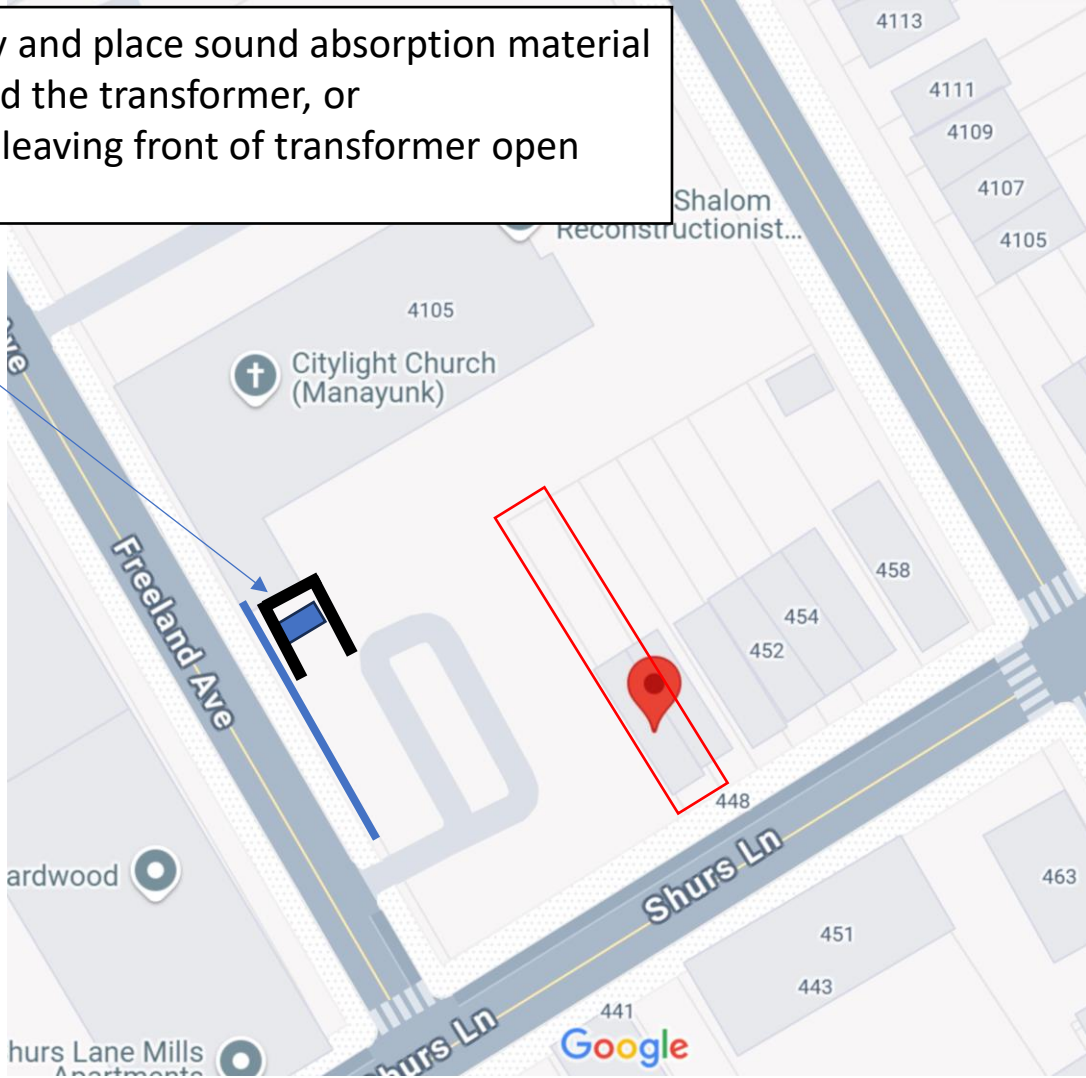 y and place sound absorption material
d the transformer, or
leaving front of transformer open
4113
4111
4109
4107
4105
Shalom
Reconstructionist...
4105
Citylight Church
(Manayunk)
Freeland Ave
458
454
452
448
Shurs Ln
463
451
443
441
ardwood
hurs Lane Mills
Apartments
Shurs Ln
Google